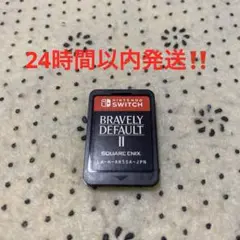 24時間以内発送!!
NINTENDO
SWITCH
BRAVELY
DEFAULT
II
SQUARE ENIX